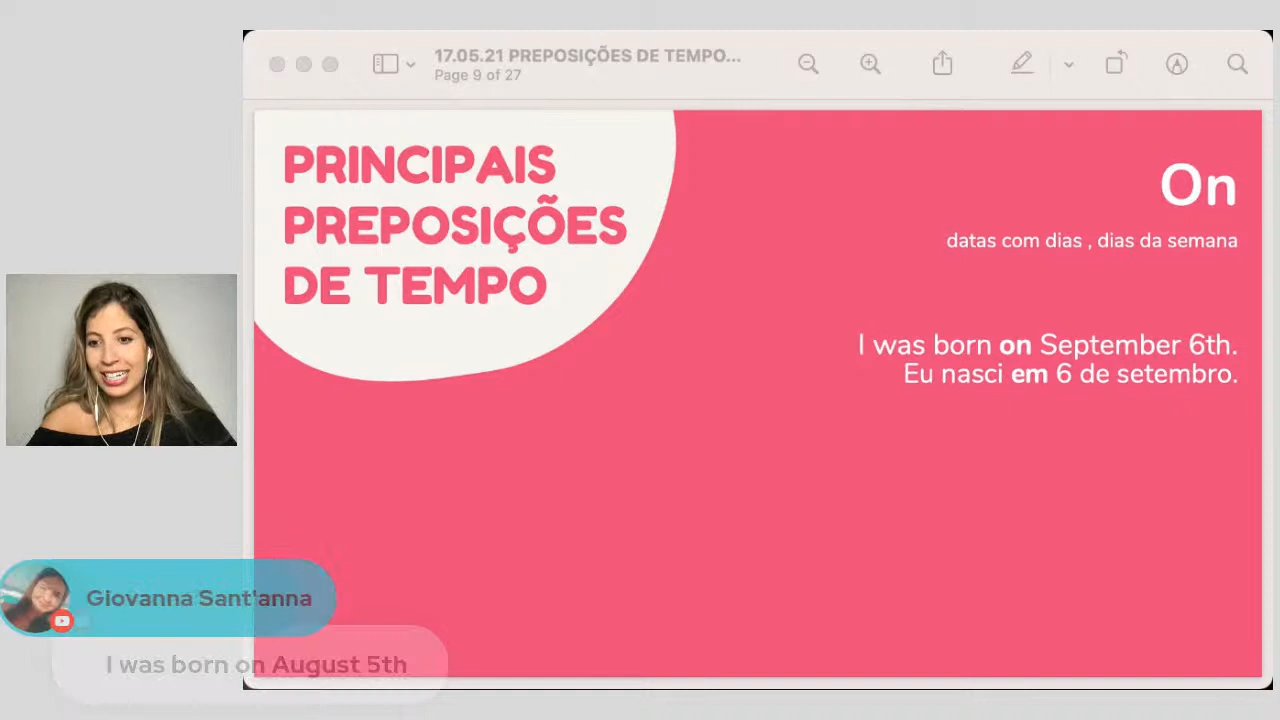 17.05.21 PREPOSIÇÕES DE TEMPO...
Page 9 of 27
PRINCIPAIS
PREPOSIÇÕES
DE TEMPO
On
datas com dias , dias da semana
I was born on September 6th.
Eu nasci em 6 de setembro.
Giovanna Sant'anna
I was born on August 5th